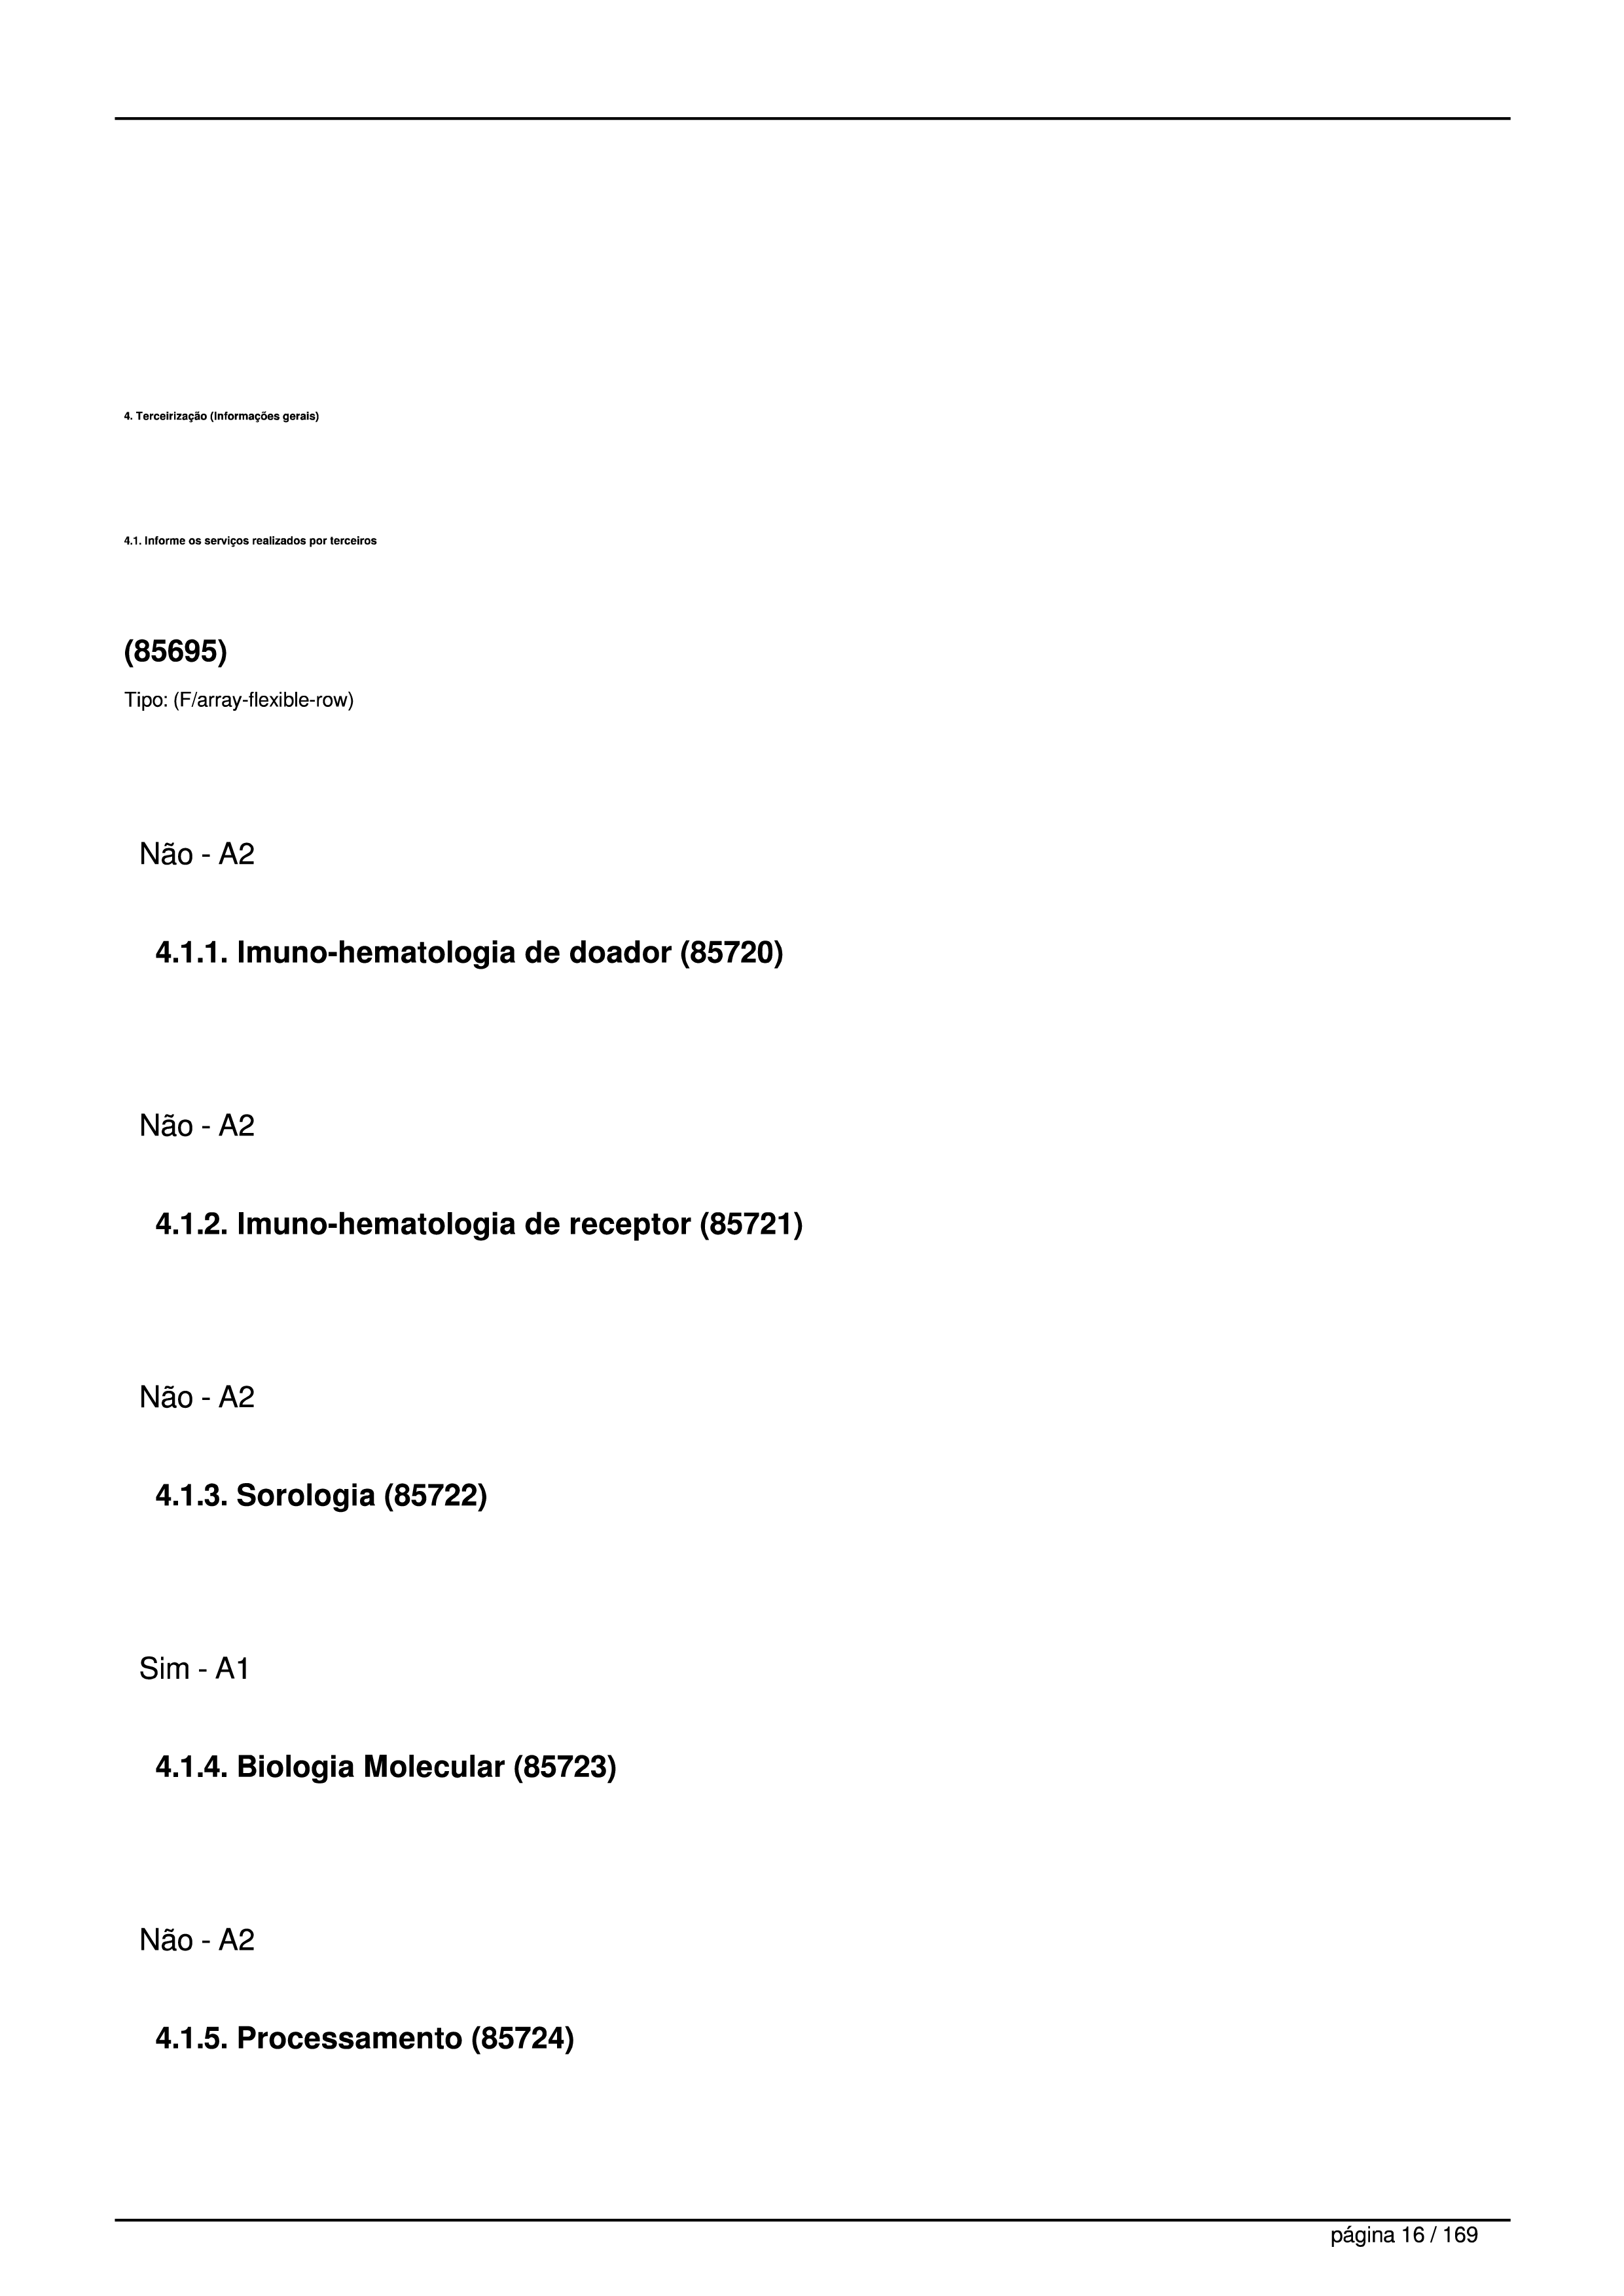 4. Terceirização (Informações gerais)
4.1. Informe os serviços realizados por terceiros
(85695)
Tipo: (F/array-flexible-row)
Não - A2
4.1.1. Imuno-hematologia de doador (85720)
Não - A2
4.1.2. Imuno-hematologia de receptor (85721)
Não - A2
4.1.3. Sorologia (85722)
Sim - A1
4.1.4. Biologia Molecular (85723)
Não - A2
4.1.5. Processamento (85724)
página 16 / 169